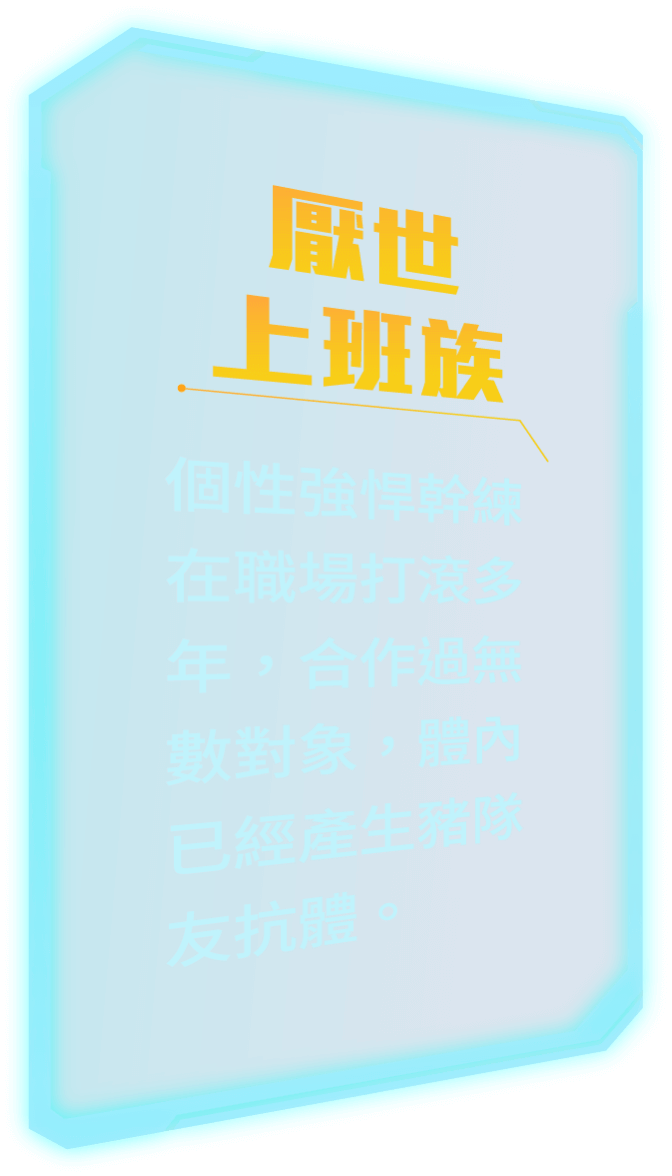 厭世
上班族
個性強悍幹練
在職場打滾多
年，合作過無
數對象，體內
已經產生豬隊
友抗體。